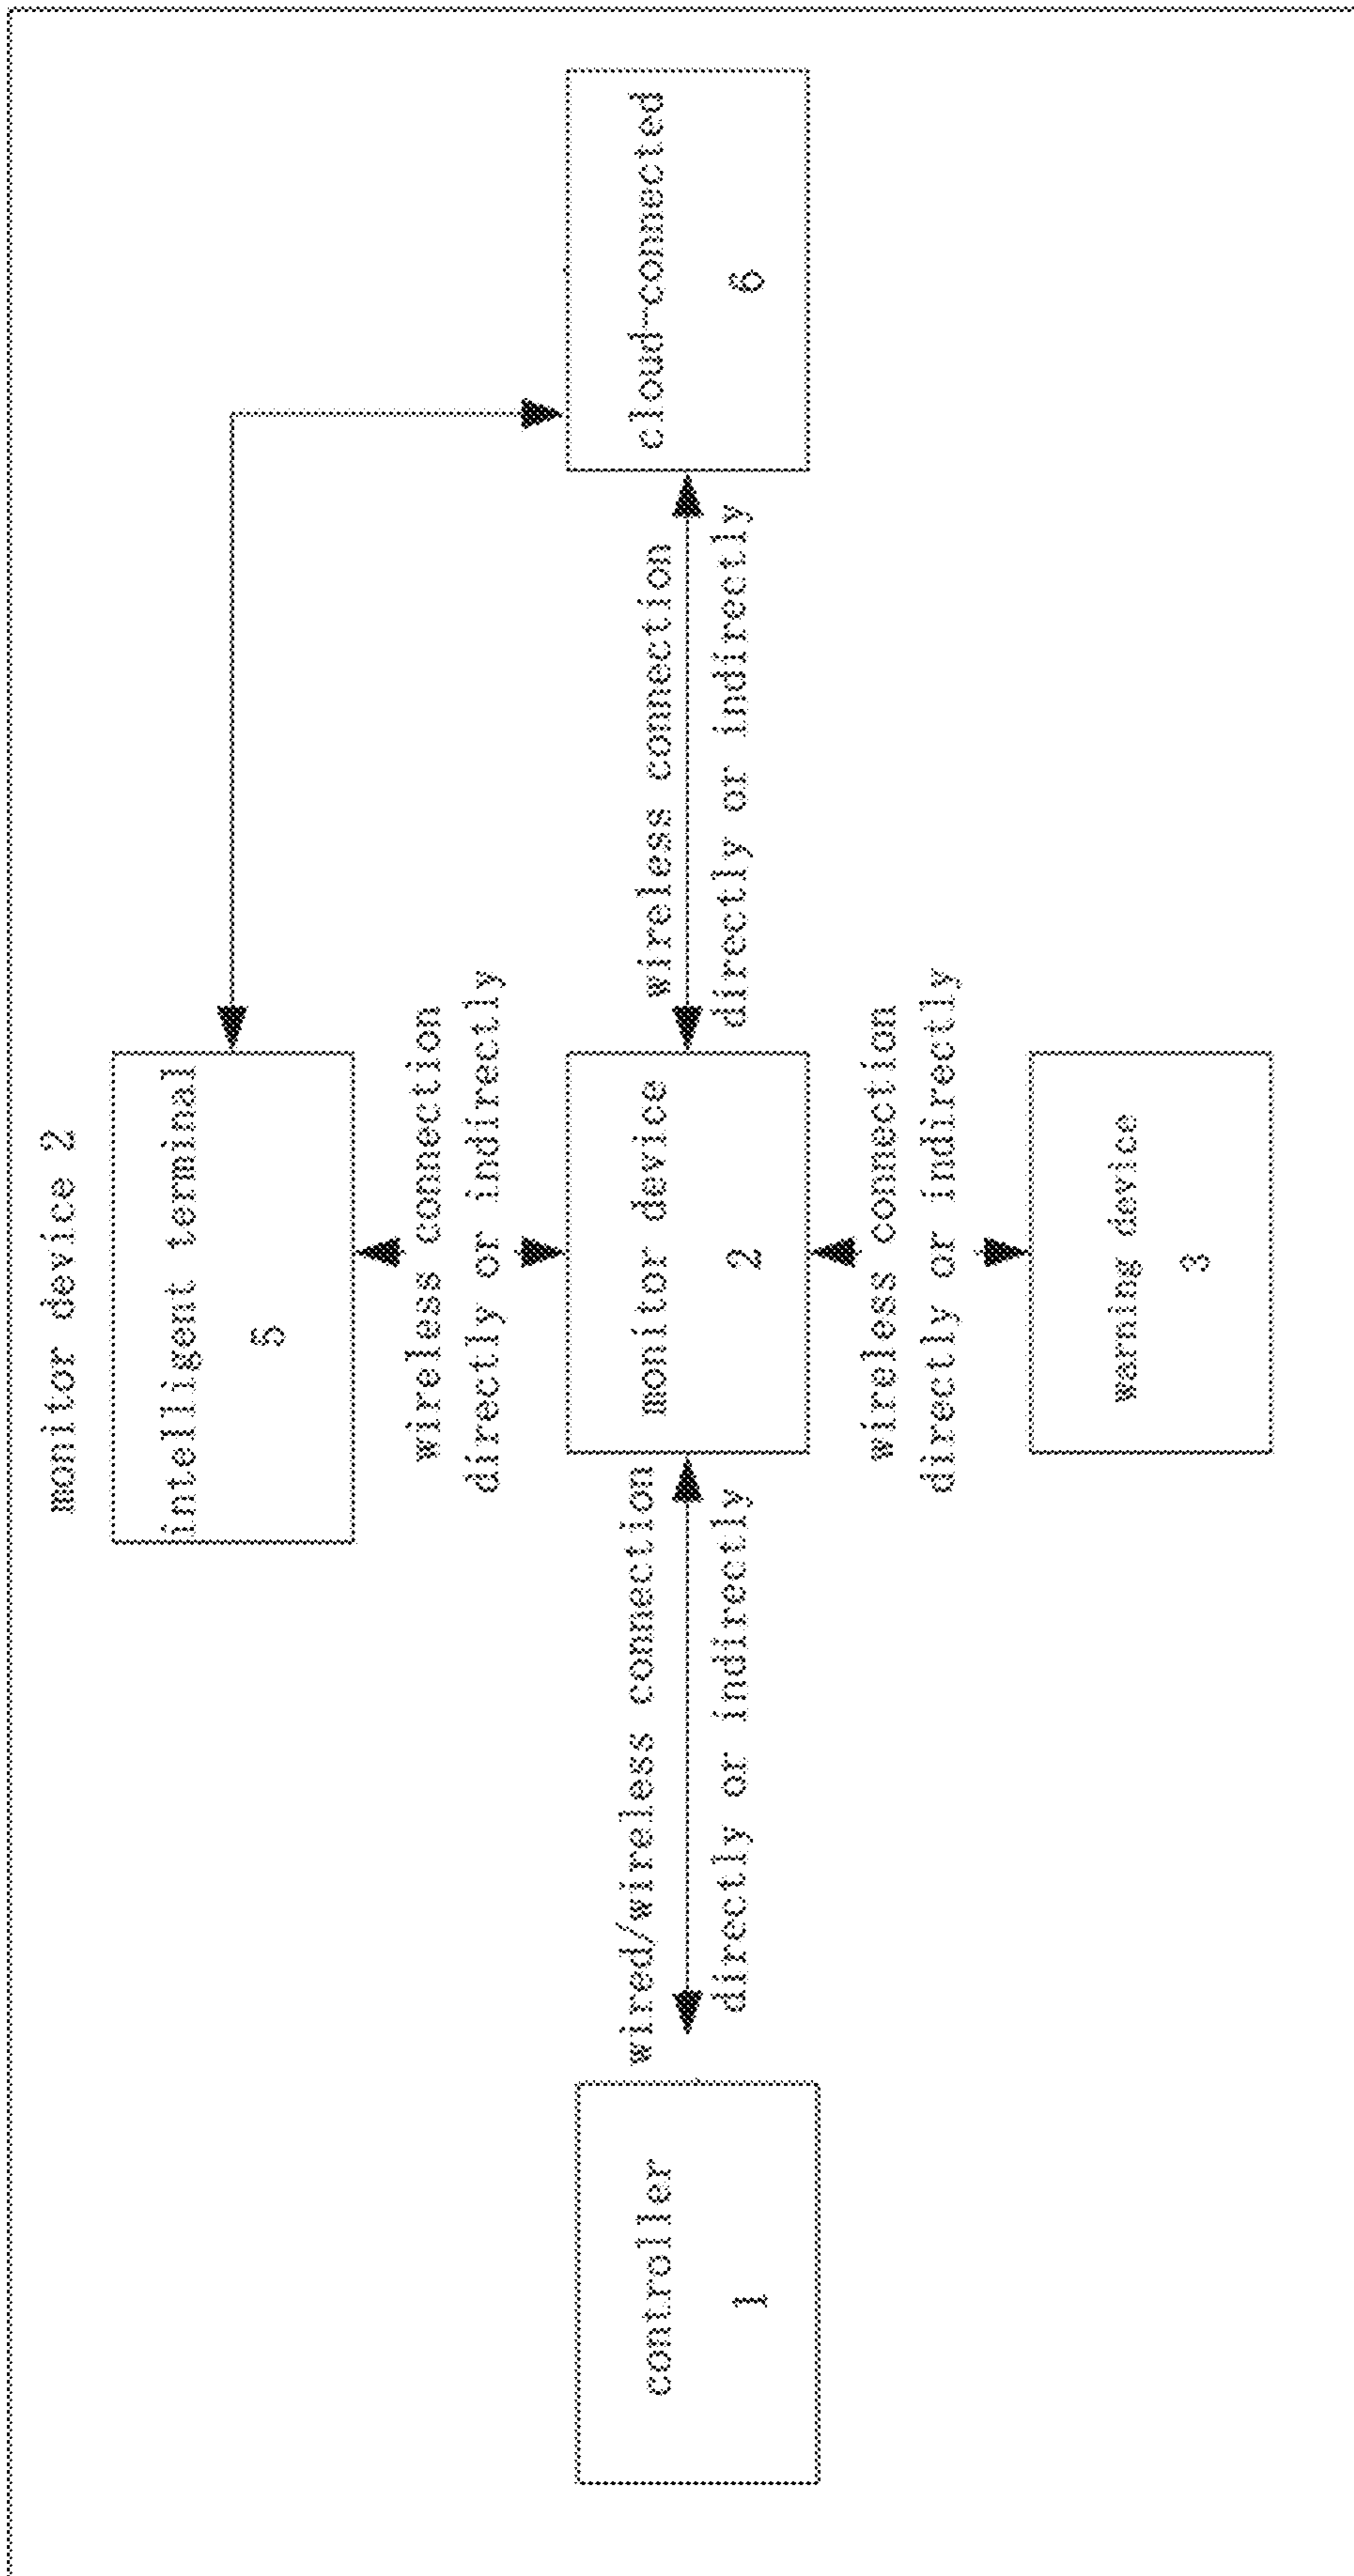 monitor device 2
intelligent terminal
5
wireless connection
directly or indirectly
controller
1
wired/wireless connection
directly or indirectly
monitor device
2
wireless connection
directly or indirectly
cloud-connected
6
wireless connection
directly or indirectly
warning device
3